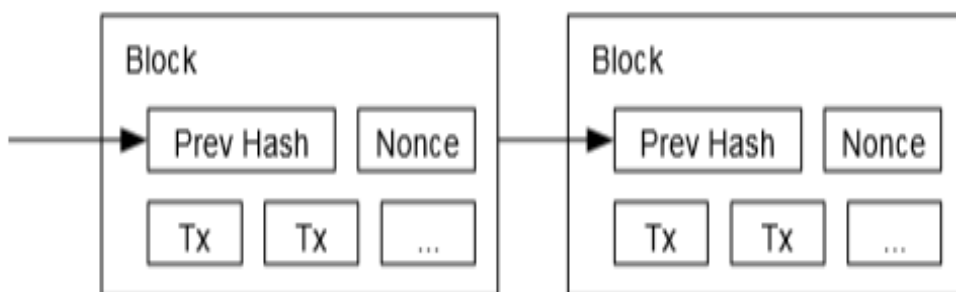 Block
Prev Hash Nonce
Tx Tx ...
Block
Prev Hash Nonce
Tx Tx ...